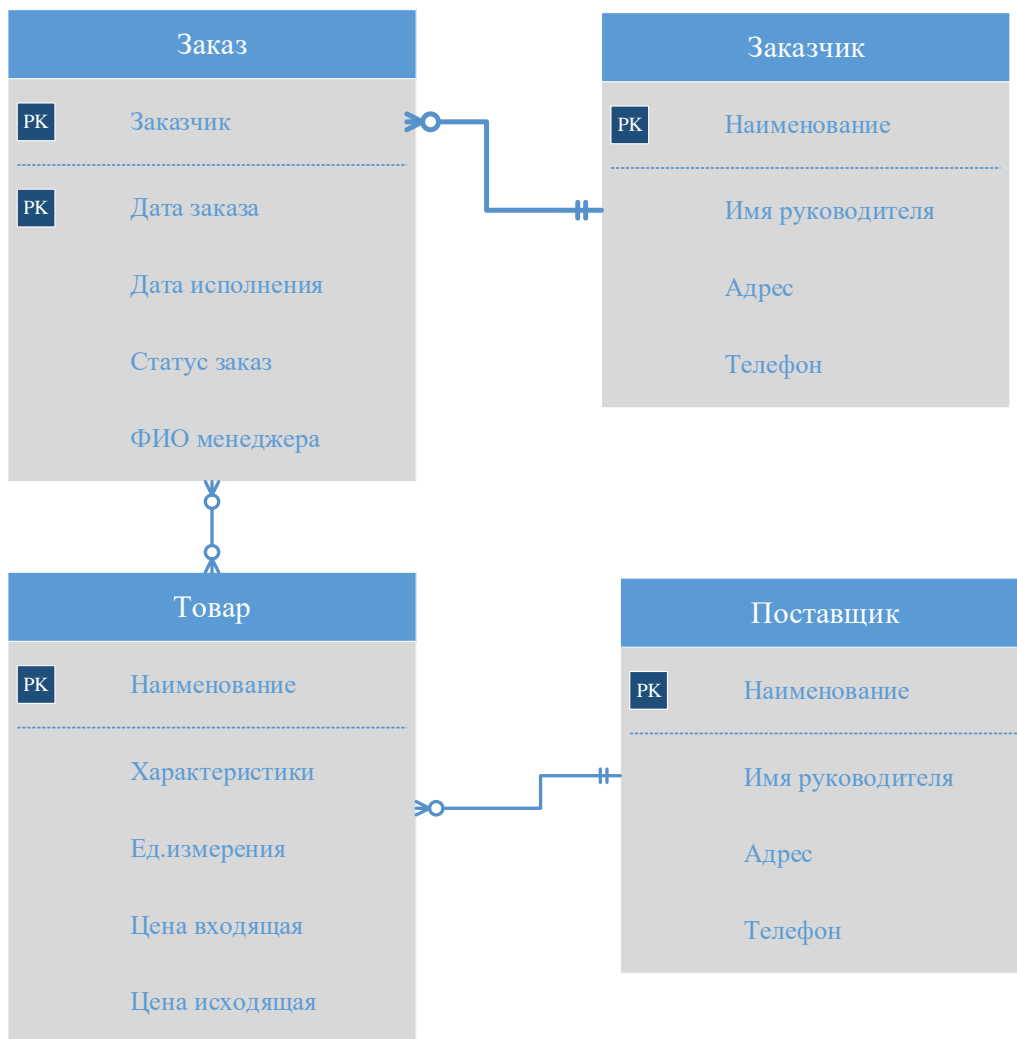 Заказ
PK Заказчик
PK Дата заказа
Дата исполнения
Статус заказ
ФИО менеджера
Заказчик
PK Наименование
Имя руководителя
Адрес
Телефон
Товар
PK Наименование
Характеристики
Ед.измерения
Цена входящая
Цена исходящая
Поставщик
PK Наименование
Имя руководителя
Адрес
Телефон